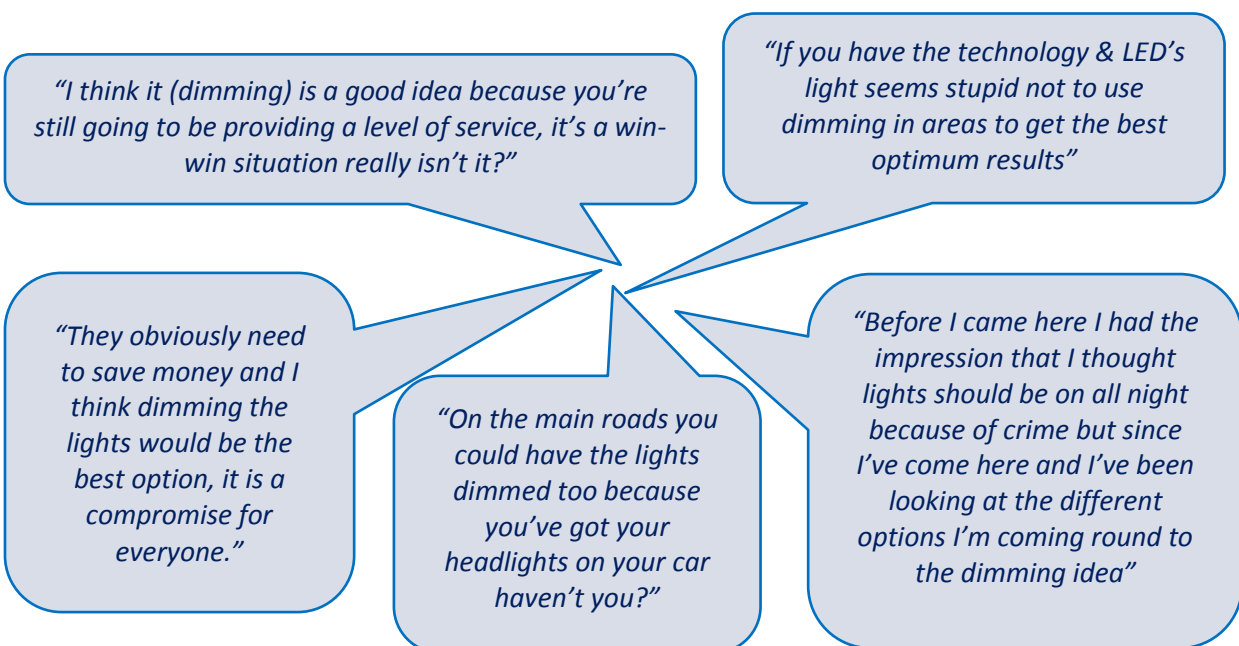 “I think it (dimming) is a good idea because you’re
still going to be providing a level of service, it’s a win-
win situation really isn’t it?”
“If you have the technology & LED’s
light seems stupid not to use
dimming in areas to get the best
optimum results”
“They obviously need
to save money and I
think dimming the
lights would be the
best option, it is a
compromise for
everyone.”
“On the main roads you
could have the lights
dimmed too because
you’ve got your
headlights on your car
haven’t you?”
“Before I came here I had the
impression that I thought
lights should be on all night
because of crime but since
I’ve come here and I’ve been
looking at the different
options I’m coming round to
the dimming idea”